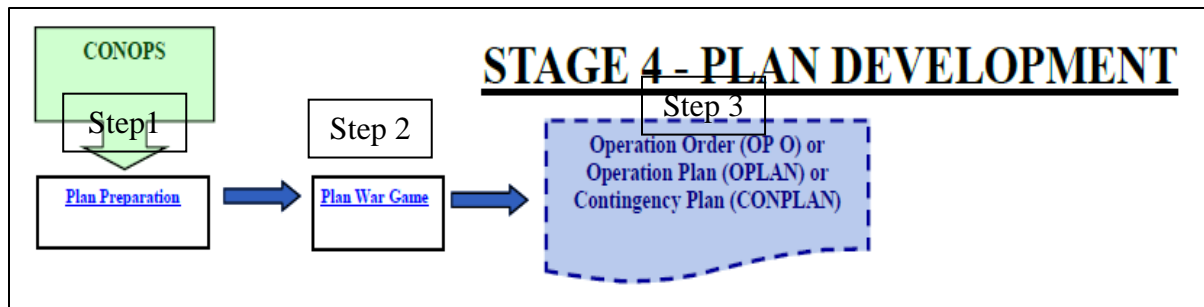 CONOPS
STAGE 4 - PLAN DEVELOPMENT
Step1
Step 2
Step 3
Plan Preparation
Plan War Game
Operation Order (OP O) or
Operation Plan (OPLAN) or
Contingency Plan (CONPLAN)